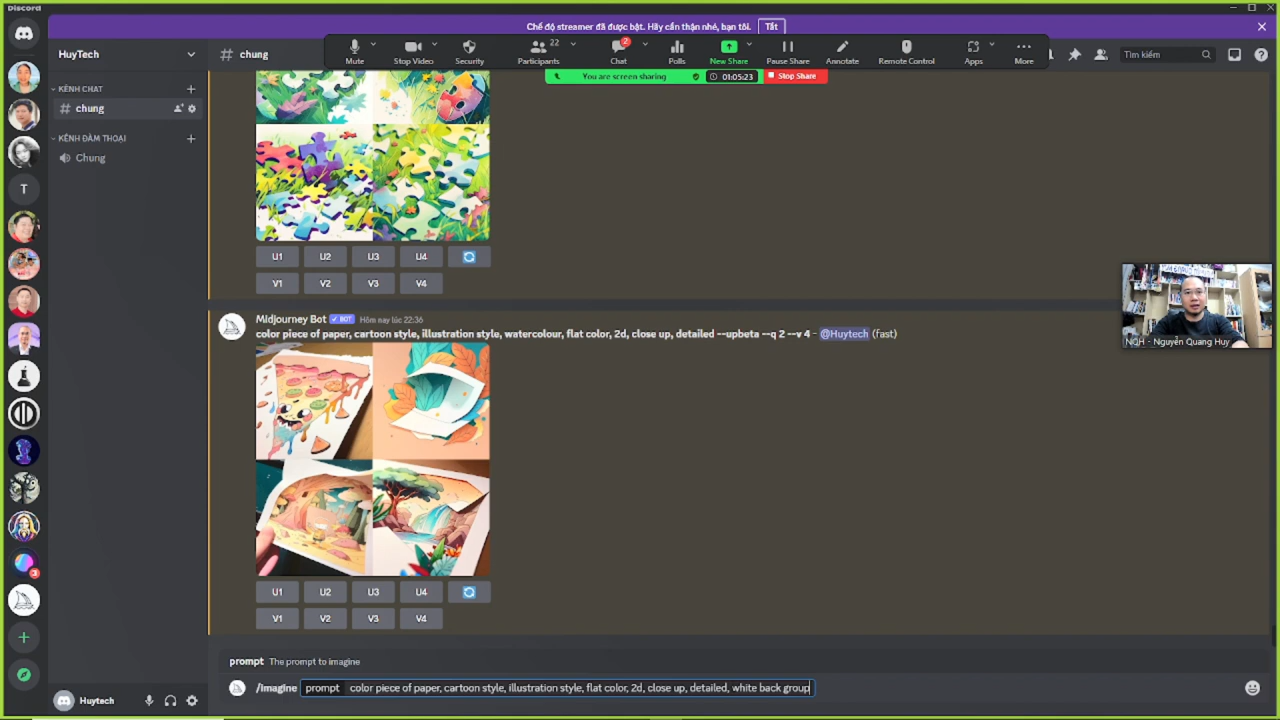 Discord
Chế độ streamer đã được bật. Hãy cẩn thận nhé, bạn tôi.
Tắt
HuyTech
chung
Mute
Stop Video
Security
22
Participants
2
Chat
Polls
New Share
Pause Share
Annotate
Remote Control
Apps
More
Tìm kiếm
You are screen sharing
01:05:23
Stop Share
KÊNH CHAT
chung
KÊNH ĐÀM THOẠI
Chung
T
U1 U2 U3 U4
V1 V2 V3 V4
Midjourney Bot BOT Hôm nay lúc 22:36
color piece of paper, cartoon style, illustration style, watercolour, flat color, 2d, close up, detailed --upbeta --q 2 --v 4 - @Huytech (fast)
NQH - Nguyễn Quang Huy
U1 U2 U3 U4
V1 V2 V3 V4
3
prompt The prompt to imagine
/imagine prompt color piece of paper, cartoon style, illustration style, flat color, 2d, close up, detailed, white back group
Huytech